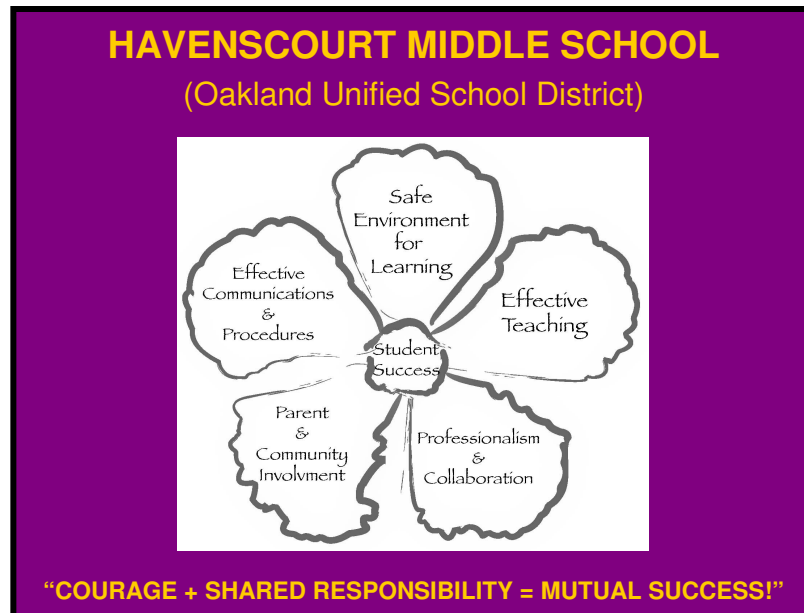 HAVENSCOURT MIDDLE SCHOOL
(Oakland Unified School District)
Safe
Environment
for
Learning
Effective
Communications
&
Procedures
Effective
Teaching
Student
Success
Parent
&
Community
Involvment
Professionalism
&
Collaboration
“COURAGE + SHARED RESPONSIBILITY = MUTUAL SUCCESS!”